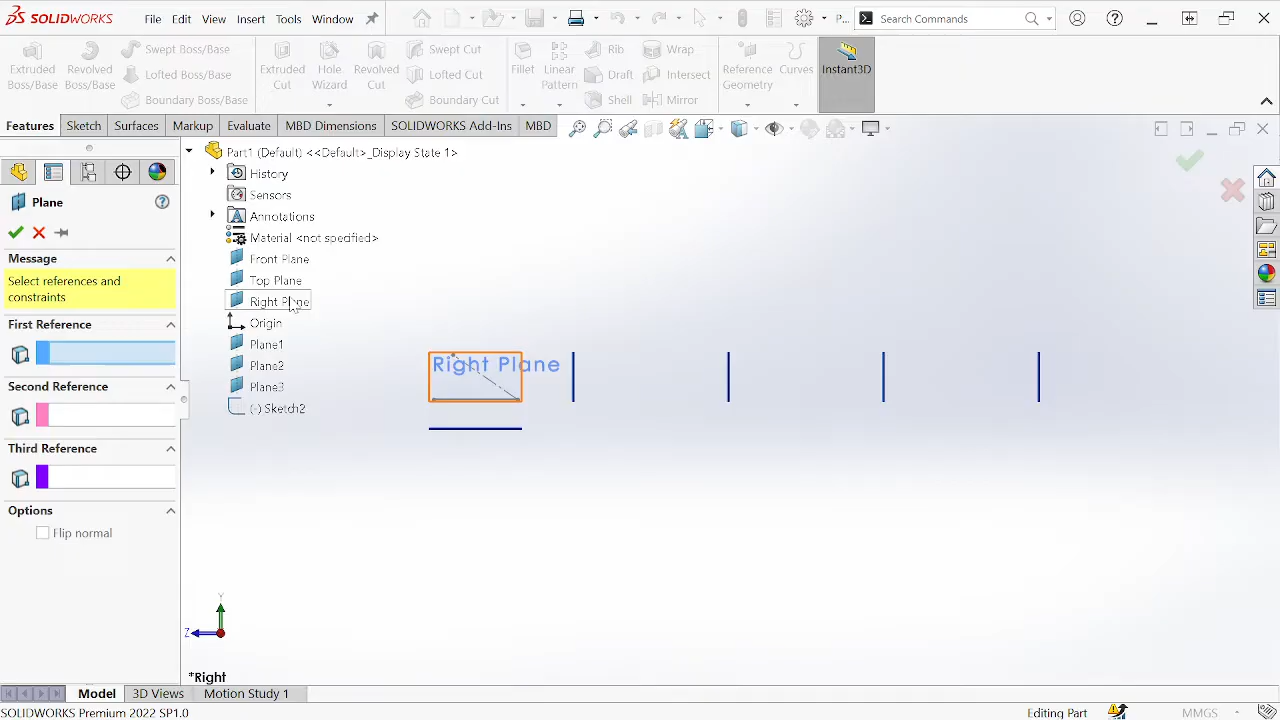 SOLIDWORKS File Edit View Insert Tools Window P... Search Commands
Extruded Boss/Base Revolved Boss/Base Swept Boss/Base Lofted Boss/Base Boundary Boss/Base Extruded Cut Hole Wizard Revolved Cut Swept Cut Lofted Cut Boundary Cut Fillet Linear Pattern Rib Draft Shell Wrap Intersect Mirror Reference Geometry Curves Instant3D
Features Sketch Surfaces Markup Evaluate MBD Dimensions SOLIDWORKS Add-Ins MBD
Part1 (Default) <<Default>_Display State 1>
History
Sensors
Annotations
Material <not specified>
Front Plane
Top Plane
Right Plane
Origin
Plane1
Plane2
Plane3
(-) Sketch2
Plane
Message
Select references and
constraints
First Reference
Second Reference
Third Reference
Options
Flip normal
Right Plane
Y
Z
*Right
Model 3D Views Motion Study 1
SOLIDWORKS Premium 2022 SP1.0 Editing Part MMGS